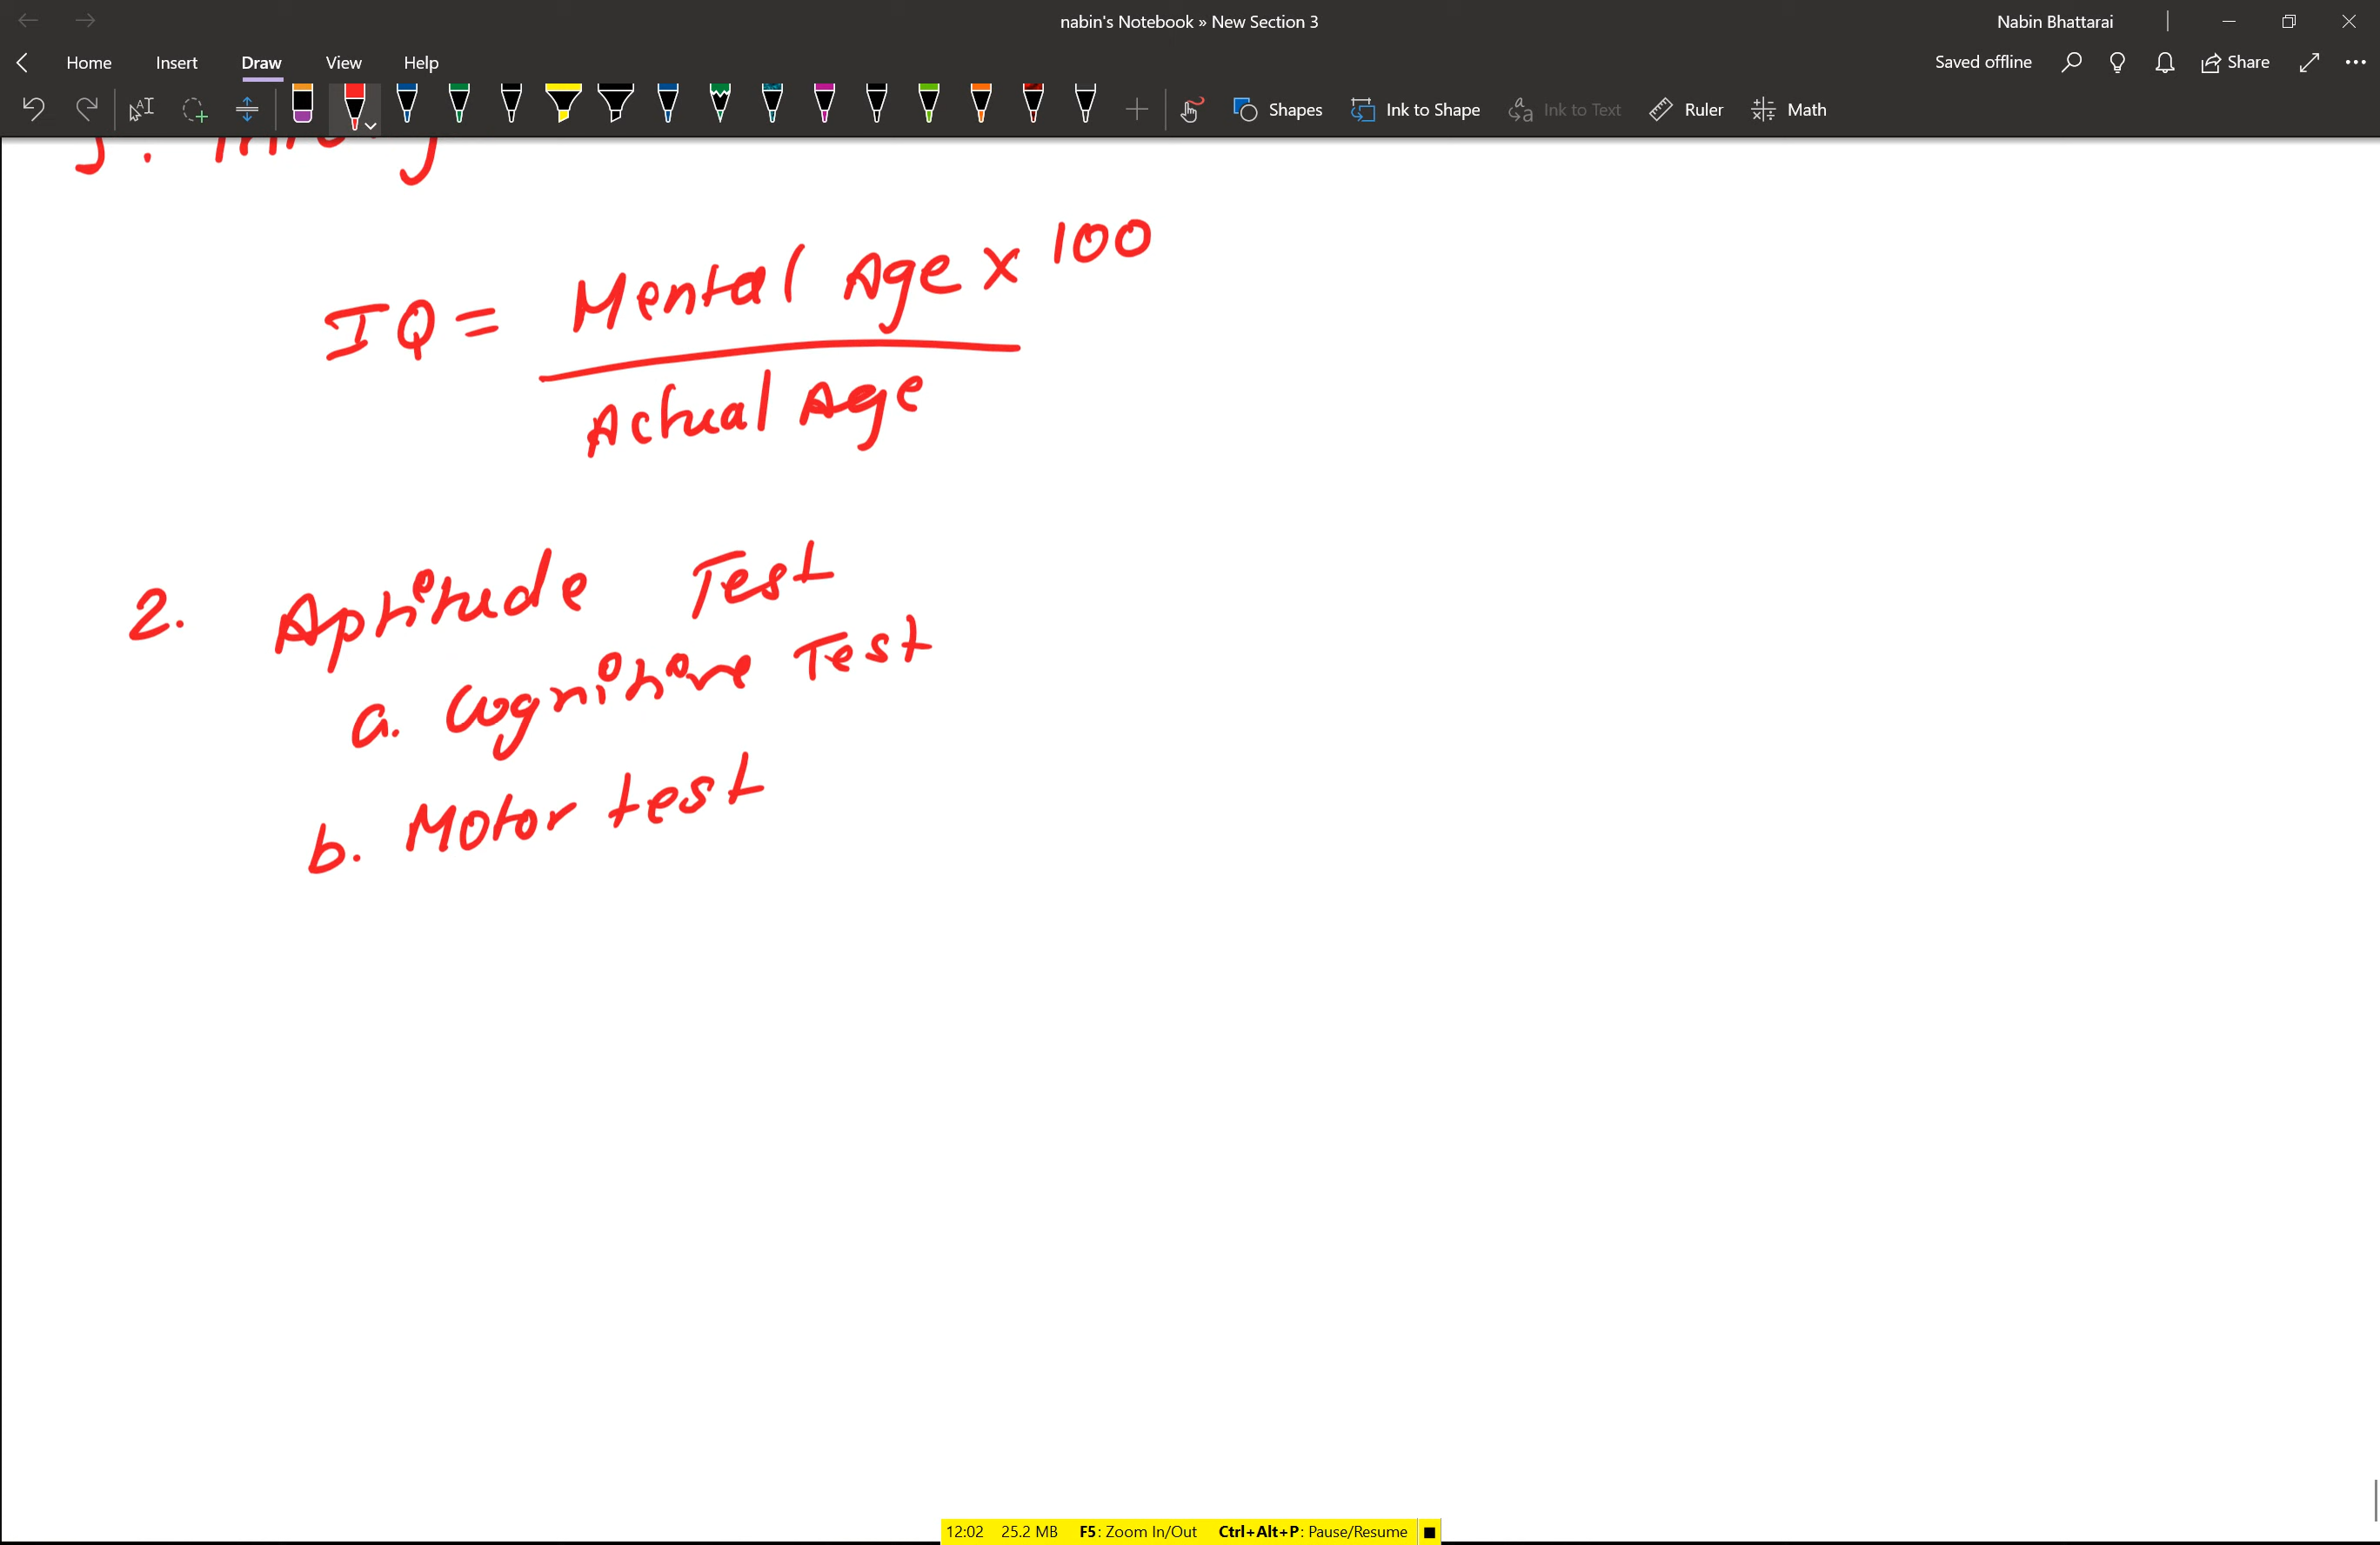 nabin's Notebook » New Section 3
Nabin Bhattarai
Home Insert Draw View Help
Saved offline Share
Shapes Ink to Shape Ink to Text Ruler Math
IQ = Mental Age x 100
Actual Age
2. Aptitude Test
a. Cognitive Test
b. Motor test
12:02 25.2 MB F5: Zoom In/Out Ctrl+Alt+P: Pause/Resume